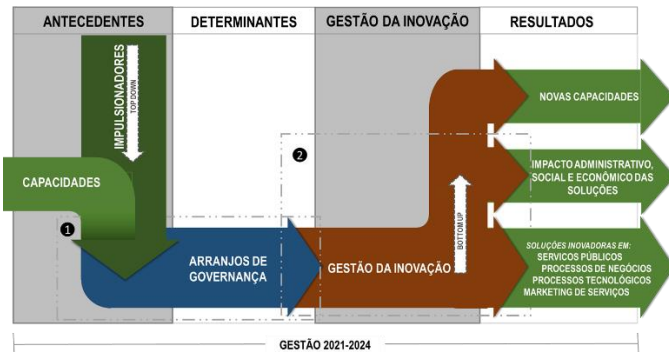 ANTECEDENTES
DETERMINANTES
GESTÃO DA INOVAÇÃO
RESULTADOS
IMPULSIONADORES
TOP DOWN
CAPACIDADES
1
ARRANJOS DE
GOVERNANÇA
2
GESTÃO DA INOVAÇÃO
BOTTOM UP
NOVAS CAPACIDADES
IMPACTO ADMINISTRATIVO,
SOCIAL E ECONÔMICO DAS
SOLUÇÕES
SOLUÇÕES INOVADORAS EM:
SERVICOS PÚBLICOS
PROCESSOS DE NEGÓCIOS
PROCESSOS TECNOLÓGICOS
MARKETING DE SERVIÇOS
GESTÃO 2021-2024